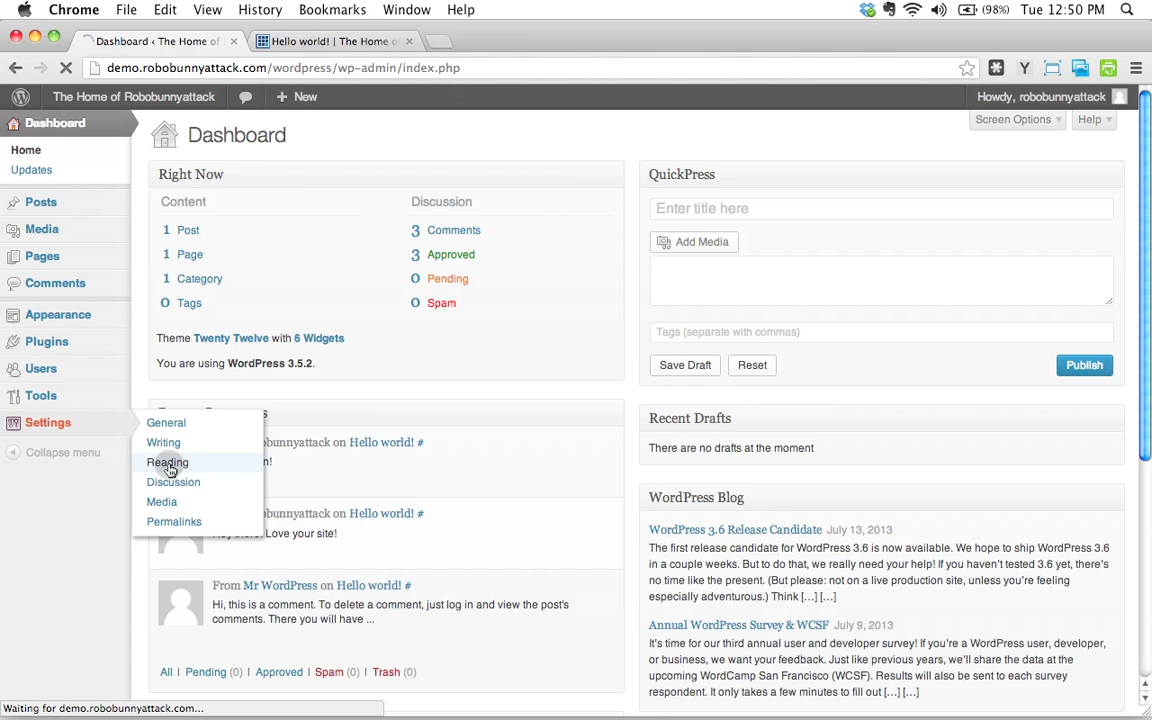 Chrome File Edit View History Bookmarks Window Help (98%) Tue 12:50 PM
Dashboard ‹ The Home of × Hello world! | The Home of ×
demo.robobunnyattack.com/wordpress/wp-admin/index.php
The Home of Robobunnyattack + New Howdy, robobunnyattack
Dashboard
Home
Updates
Posts
Media
Pages
Comments
Appearance
Plugins
Users
Tools
Settings
Collapse menu
General
Writing
Reading
Discussion
Media
Permalinks
Screen Options Help
Dashboard
Right Now
Content Discussion
1 Post 3 Comments
1 Page 3 Approved
1 Category 0 Pending
0 Tags 0 Spam
Theme Twenty Twelve with 6 Widgets
You are using WordPress 3.5.2.
obunnyattack on Hello world! #
obunnyattack on Hello world! #
Love your site!
From Mr WordPress on Hello world! #
Hi, this is a comment. To delete a comment, just log in and view the post's
comments. There you will have ...
All | Pending (0) | Approved | Spam (0) | Trash (0)
QuickPress
Enter title here
Add Media
Tags (separate with commas)
Save Draft Reset Publish
Recent Drafts
There are no drafts at the moment
WordPress Blog
WordPress 3.6 Release Candidate July 13, 2013
The first release candidate for WordPress 3.6 is now available. We hope to ship WordPress 3.6
in a couple weeks. But to do that, we really need your help! If you haven't tested 3.6 yet, there's
no time like the present. (But please: not on a live production site, unless you're feeling
especially adventurous.) Think [...] [...]
Annual WordPress Survey & WCSF July 9, 2013
It's time for our third annual user and developer survey! If you're a WordPress user, developer,
or business, we want your feedback. Just like previous years, we'll share the data at the
upcoming WordCamp San Francisco (WCSF). Results will also be sent to each survey
respondent. It only takes a few minutes to fill out [...] [...]
Waiting for demo.robobunnyattack.com...